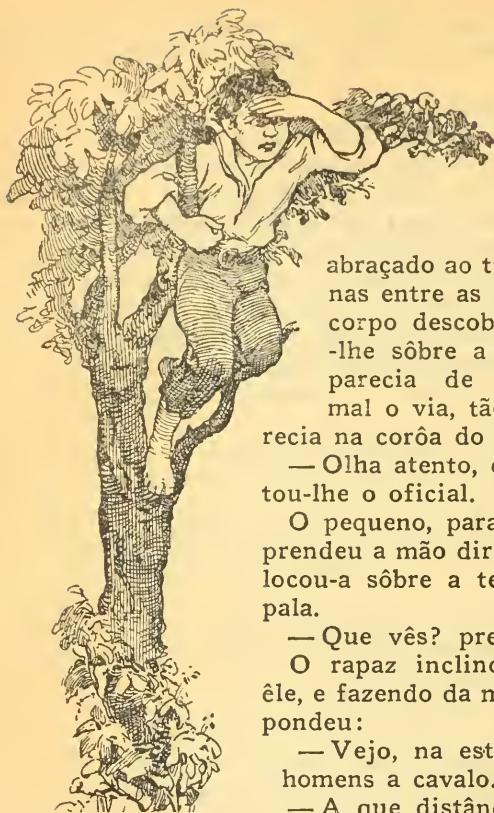 abraçado ao t
nas entre as
corpo descob
-lhe sôbre a
parecia de
mal o via, tã
recia na corôa do
— Olha atento,
tou-lhe o oficial.
O pequeno, para
prendeu a mão dir
locou-a sôbre a te
pala.
— Que vês? pre
O rapaz inclino
êle, e fazendo da m
pondeu:
— Vejo, na est
homens a cavalo.
— A que distân